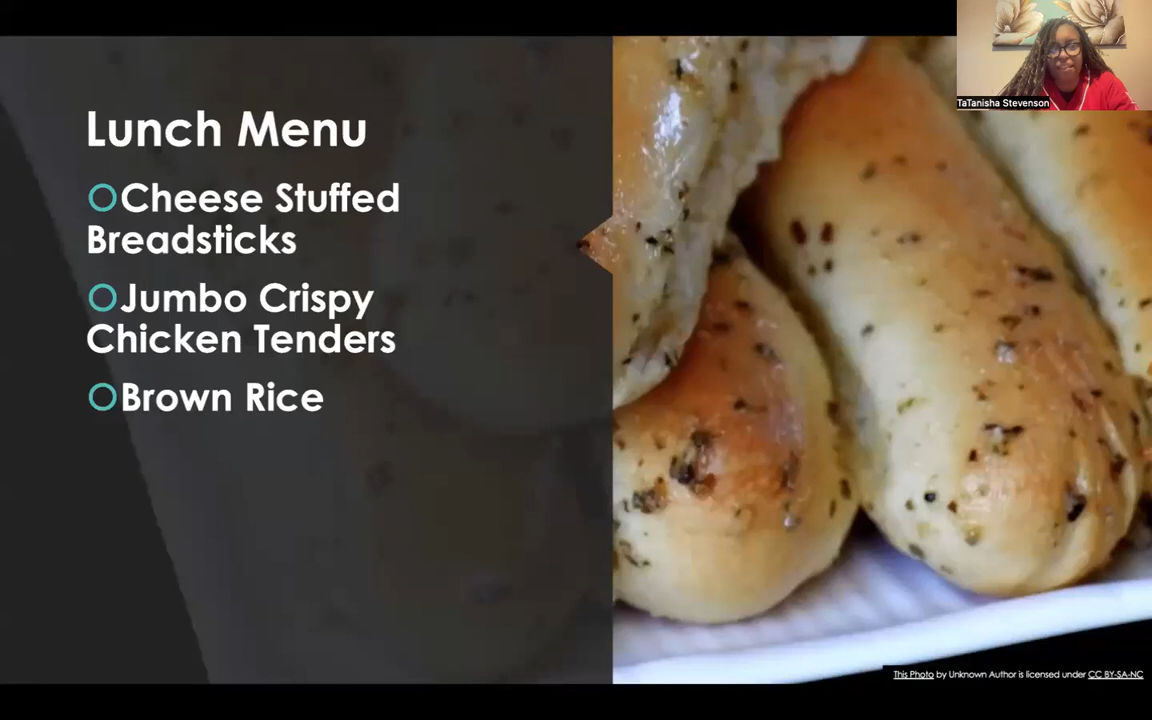 TaTanisha Stevenson
Lunch Menu
Cheese Stuffed
Breadsticks
Jumbo Crispy
Chicken Tenders
Brown Rice
This Photo by Unknown Author is licensed under CC BY-SA-NC